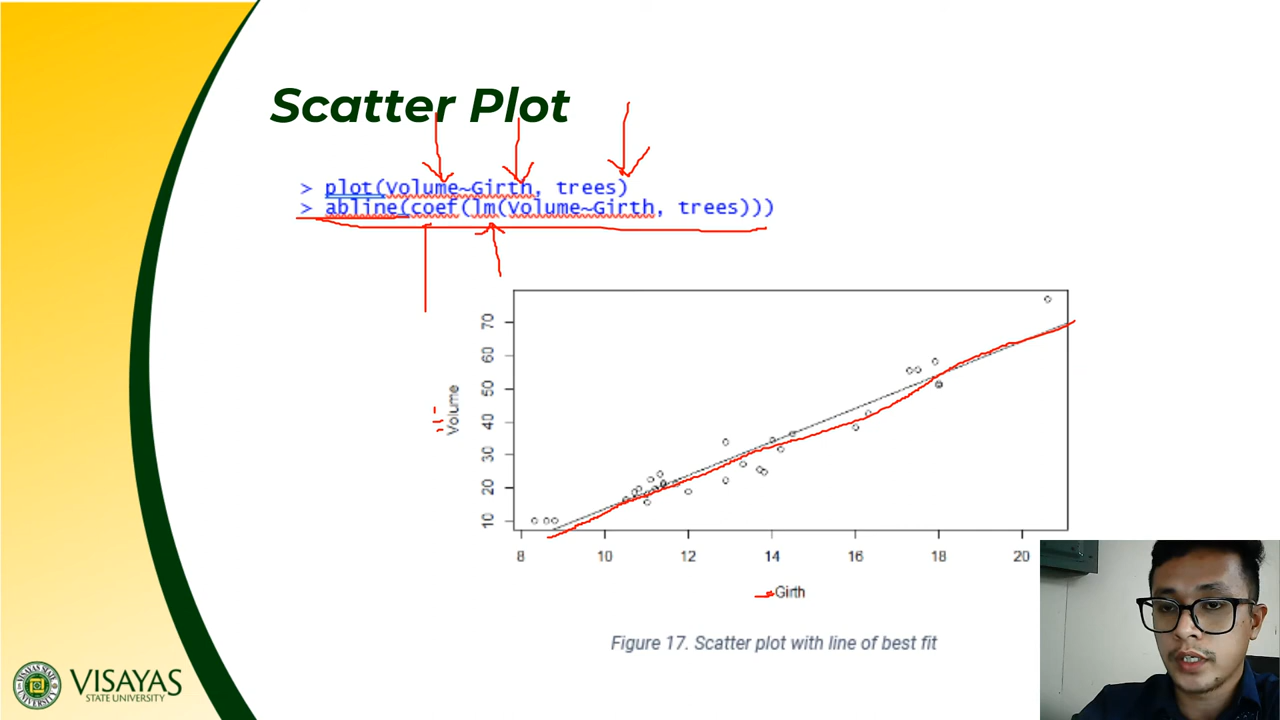 Scatter Plot
> plot(Volume~Girth, trees)
> abline(coef(lm(Volume~Girth, trees)))
70
60
50
40
30
20
10
Volume
8 10 12 14 16 18 20
Girth
Figure 17. Scatter plot with line of best fit
VISAYAS
STATE UNIVERSITY